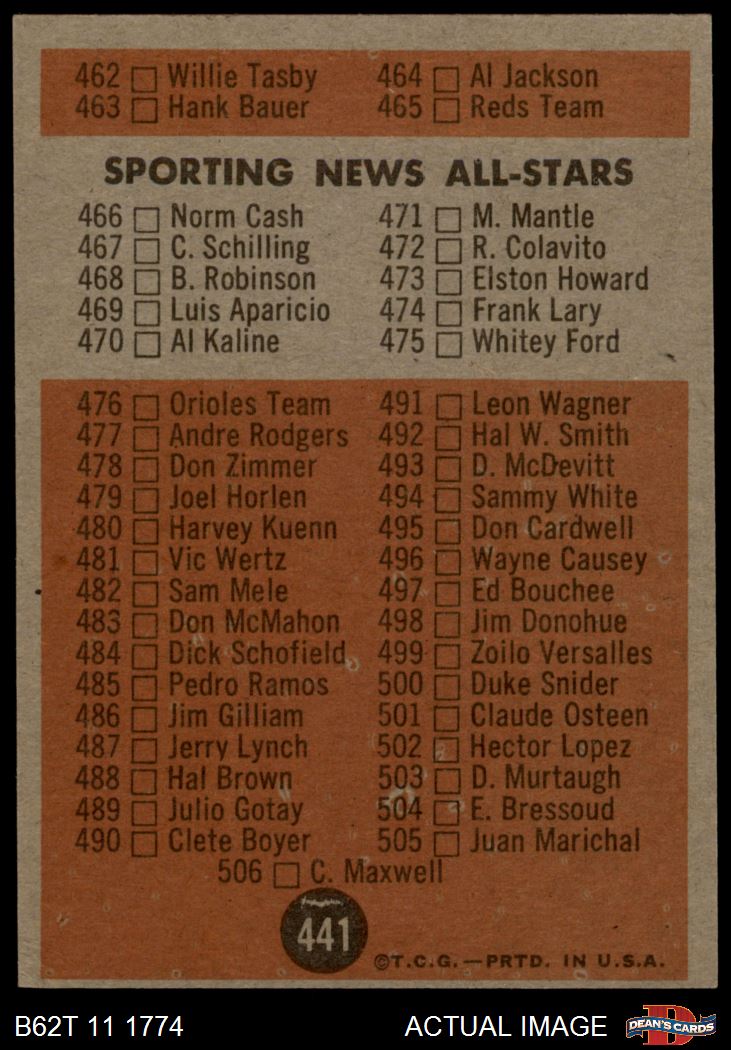 462 Willie Tasby 464 Al Jackson
463 Hank Bauer 465 Reds Team
SPORTING NEWS ALL-STARS
466 Norm Cash 471 M. Mantle
467 C. Schilling 472 R. Colavito
468 B. Robinson 473 Elston Howard
469 Luis Aparicio 474 Frank Lary
470 Al Kaline 475 Whitey Ford
476 Orioles Team 491 Leon Wagner
477 Andre Rodgers 492 Hal W. Smith
478 Don Zimmer 493 D. McDevitt
479 Joel Horlen 494 Sammy White
480 Harvey Kuenn 495 Don Cardwell
481 Vic Wertz 496 Wayne Causey
482 Sam Mele 497 Ed Bouchee
483 Don McMahon 498 Jim Donohue
484 Dick Schofield 499 Zoilo Versalles
485 Pedro Ramos 500 Duke Snider
486 Jim Gilliam 501 Claude Osteen
487 Jerry Lynch 502 Hector Lopez
488 Hal Brown 503 D. Murtaugh
489 Julio Gotay 504 E. Bressoud
490 Clete Boyer 505 Juan Marichal
506 C. Maxwell
441
©T.C.G.—PRTD. IN U.S.A.
B62T 11 1774 ACTUAL IMAGE D DEAN'S CARDS